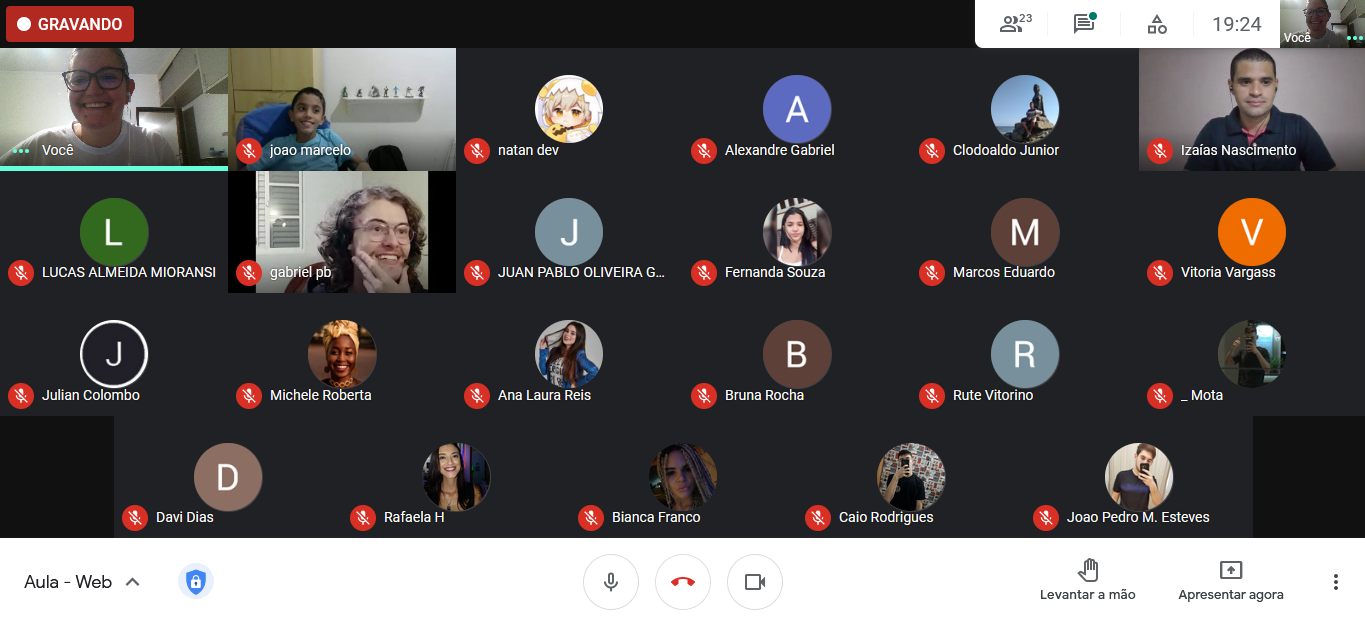 GRAVANDO
23
19:24
Você
Você
joao marcelo
natan dev
A
Alexandre Gabriel
Clodoaldo Junior
Izaías Nascimento
L
LUCAS ALMEIDA MIORANSI
gabriel pb
J
JUAN PABLO OLIVEIRA G...
Fernanda Souza
M
Marcos Eduardo
V
Vitoria Vargass
J
Julian Colombo
Michele Roberta
Ana Laura Reis
B
Bruna Rocha
R
Rute Vitorino
_ Mota
D
Davi Dias
Rafaela H
Bianca Franco
Caio Rodrigues
Joao Pedro M. Esteves
Aula - Web
Levantar a mão
Apresentar agora